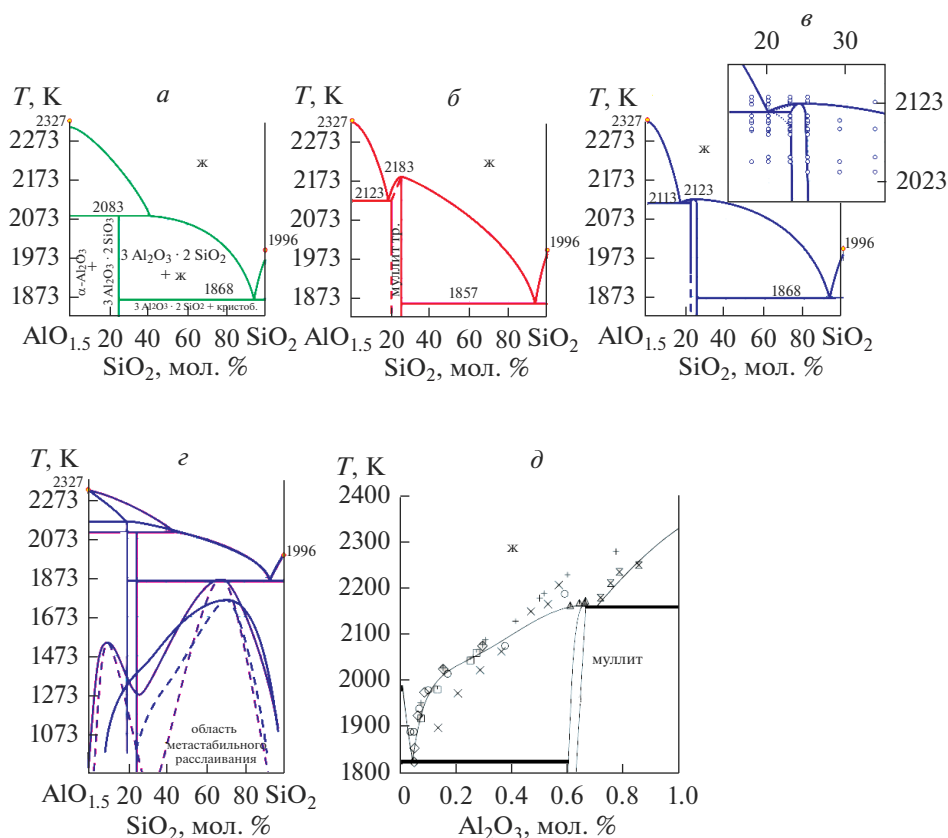 в
20 30
2123
2023
T, K а
2327
2273
2173
2073
1973
1873
ж
2083
α-Al₂O₃
+
3 Al₂O₃ · 2 SiO₂
3 Al₂O₃ · 2 SiO₂
+ ж
1868
3 Al₂O₃ · 2 SiO₂ + кристоб.
1996
AlO₁.₅ 20 40 60 80 SiO₂
SiO₂, мол. %
T, K б
2327
2273
2173
2073
1973
1873
ж
2183
2123
муллит тр.
1857
1996
AlO₁.₅ 20 40 60 80 SiO₂
SiO₂, мол. %
T, K
2327
2273
2173
2073
1973
1873
ж
2123
2113
1868
1996
AlO₁.₅ 20 40 60 80 SiO₂
SiO₂, мол. %
T, K г
2327
2273
2073
1873
1673
1473
1273
1073
1996
область
метастабильного
расслаивания
AlO₁.₅ 20 40 60 80 SiO₂
SiO₂, мол. %
T, K д
2400
2300
2200
2100
2000
1900
1800
ж
муллит
0 0.2 0.4 0.6 0.8 1.0
Al₂O₃, мол. %